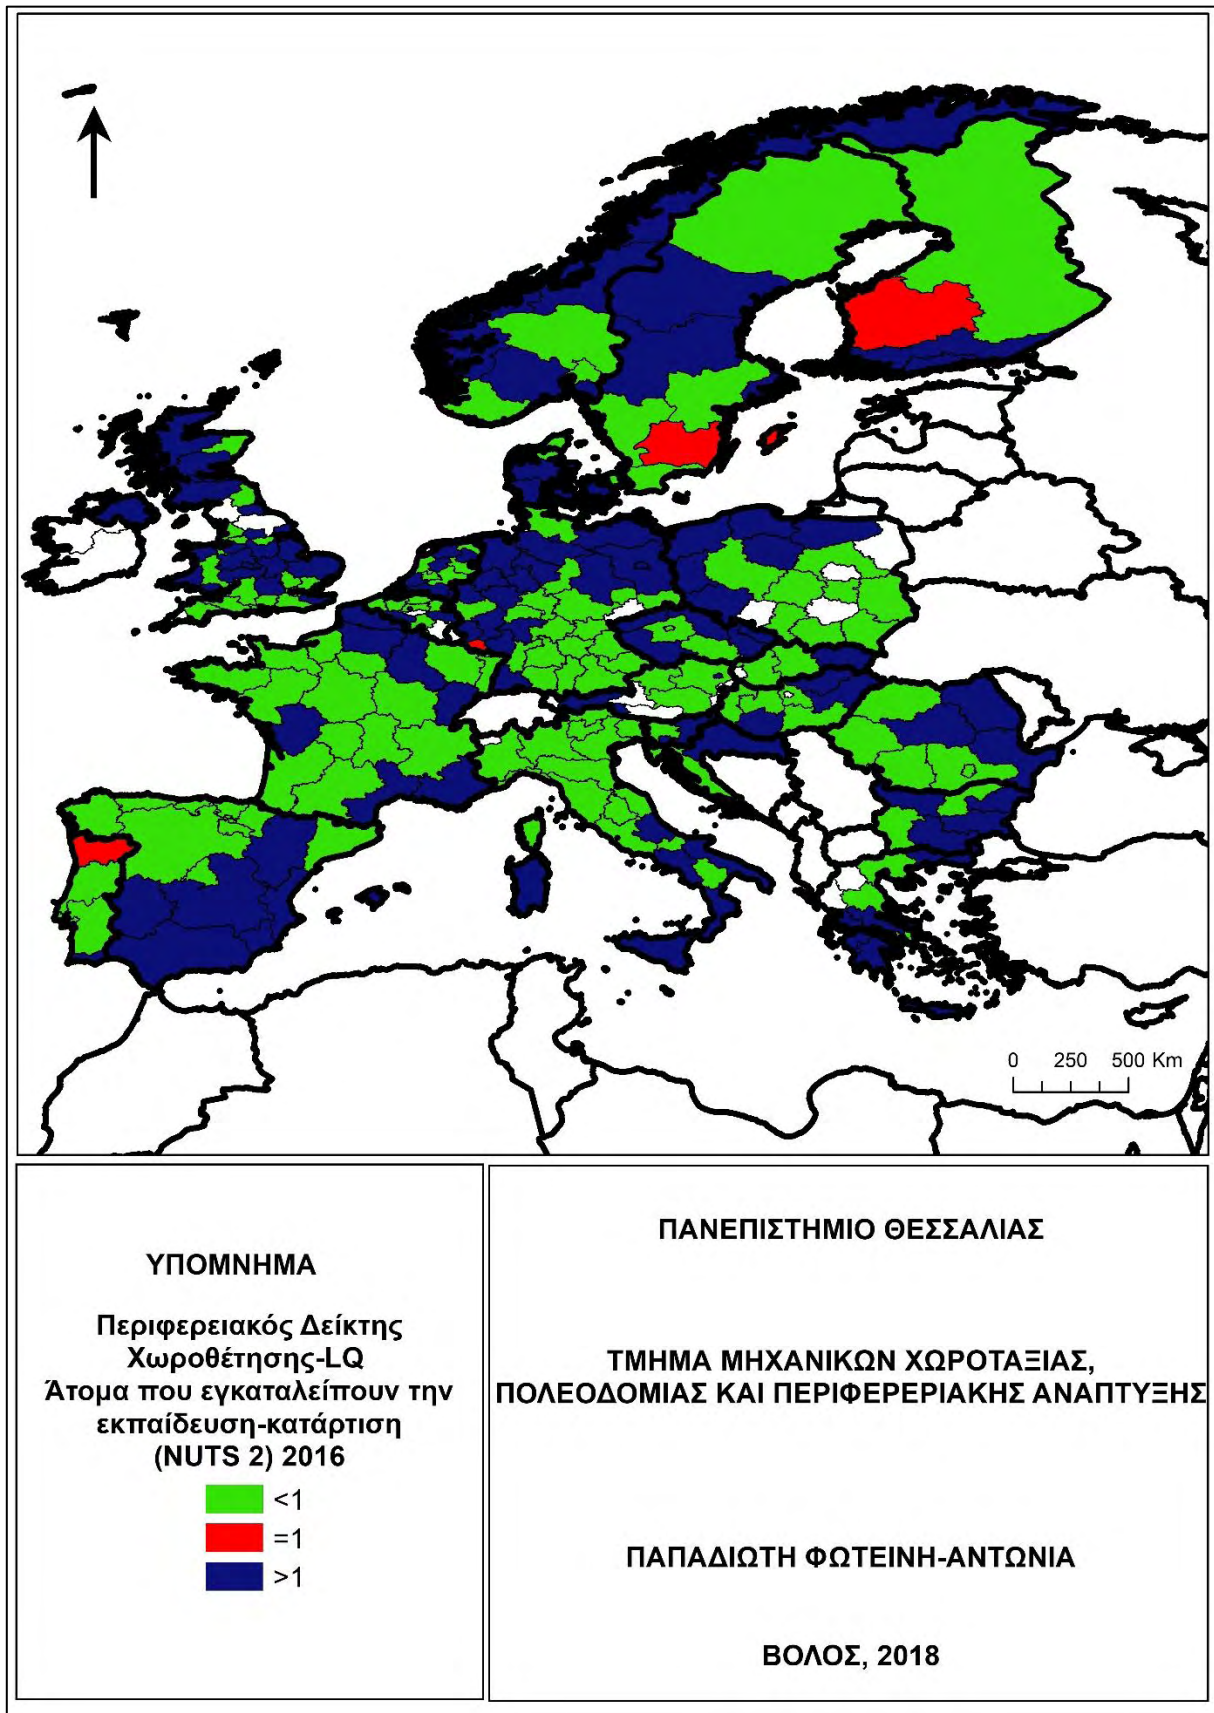 0 250 500 Km
ΥΠΟΜΝΗΜΑ
Περιφερειακός Δείκτης
Χωροθέτησης-LQ
Άτομα που εγκαταλείπουν την
εκπαίδευση-κατάρτιση
(NUTS 2) 2016
<1
=1
>1
ΠΑΝΕΠΙΣΤΗΜΙΟ ΘΕΣΣΑΛΙΑΣ
ΤΜΗΜΑ ΜΗΧΑΝΙΚΩΝ ΧΩΡΟΤΑΞΙΑΣ,
ΠΟΛΕΟΔΟΜΙΑΣ ΚΑΙ ΠΕΡΙΦΕΡΕΡΙΑΚΗΣ ΑΝΑΠΤΥΞΗΣ
ΠΑΠΑΔΙΩΤΗ ΦΩΤΕΙΝΗ-ΑΝΤΩΝΙΑ
ΒΟΛΟΣ, 2018